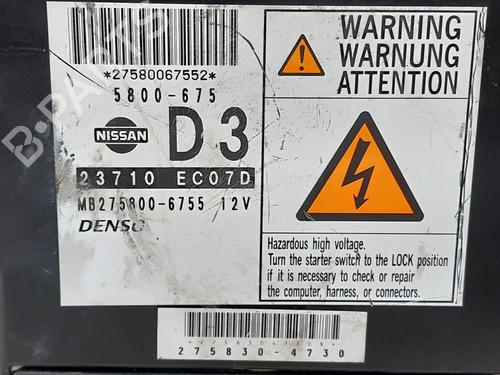 *27580067552*
5800-675
NISSAN
D3
23710 EC07D
MB275800-6755 12V
DENSO
WARNING
WARNUNG
ATTENTION
Hazardous high voltage.
Turn the starter switch to the LOCK position
if it is necessary to check or repair
the computer, harness, or connectors.
275830-4730
B-PARTS